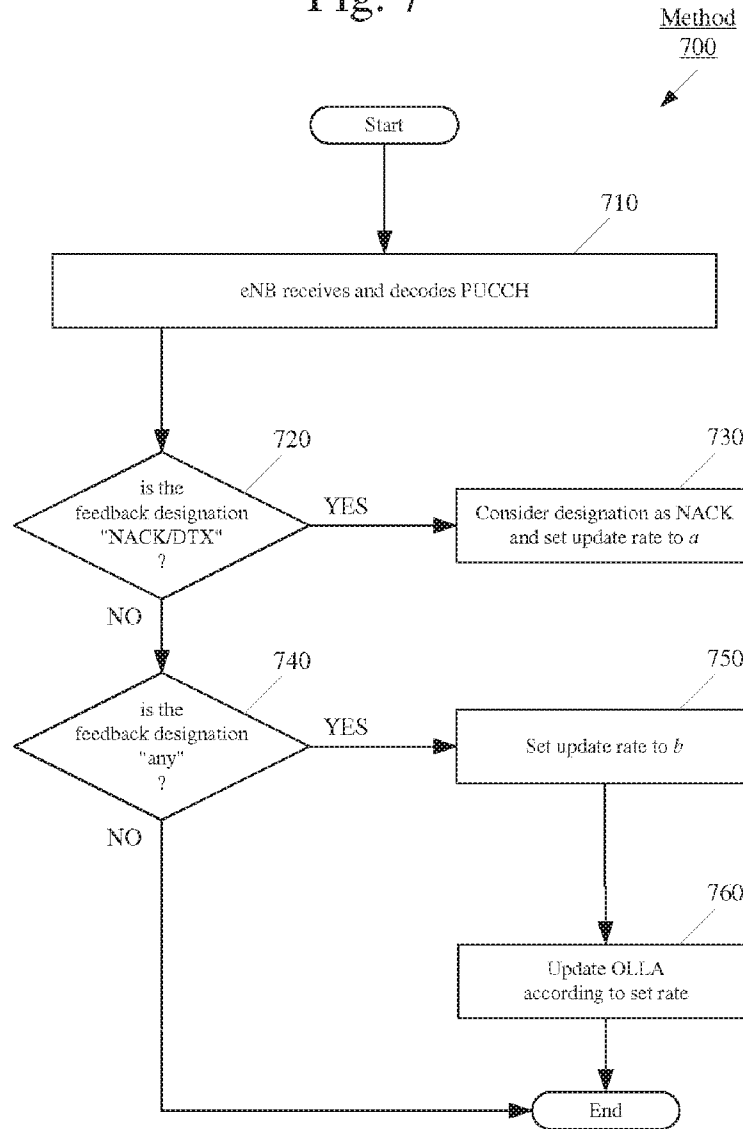 Fig. 7
Method
700
Start
710
eNB receives and decodes PUCCH
720
is the
feedback designation
"NACK/DTX"
?
YES
730
Consider designation as NACK
and set update rate to a
NO
740
is the
feedback designation
"any"
?
YES
750
Set update rate to b
NO
760
Update OLLA
according to set rate
End